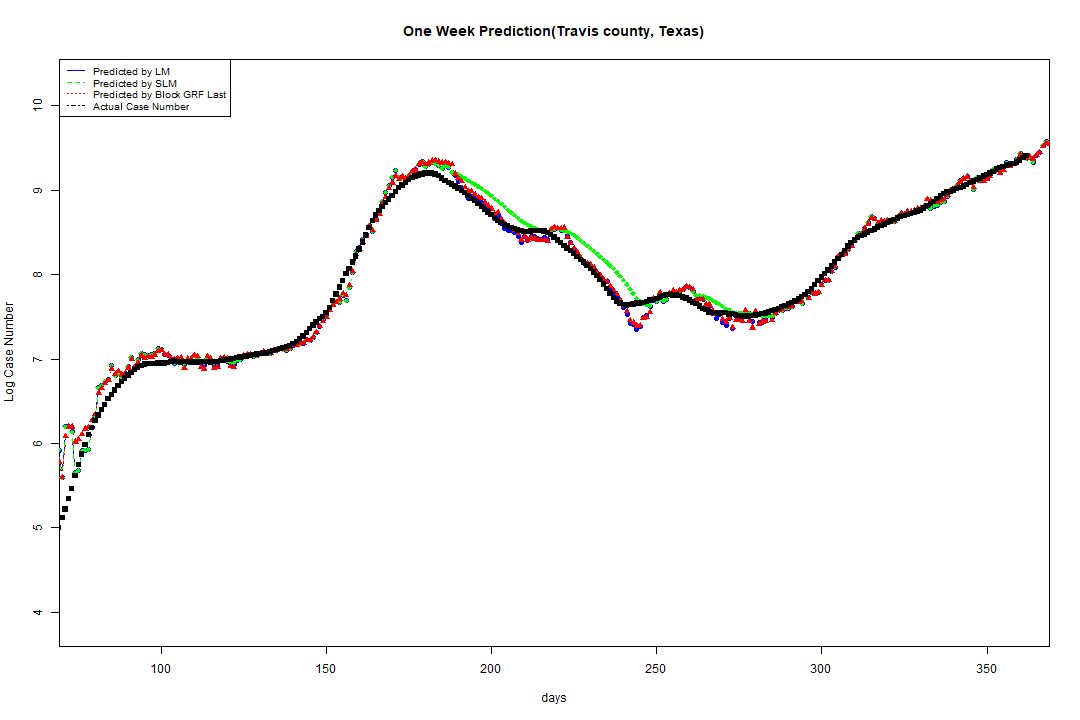 One Week Prediction(Travis county, Texas)
Predicted by LM
Predicted by SLM
Predicted by Block GRF Last
Actual Case Number
Log Case Number
10
9
8
7
6
5
4
100 150 200 250 300 350
days